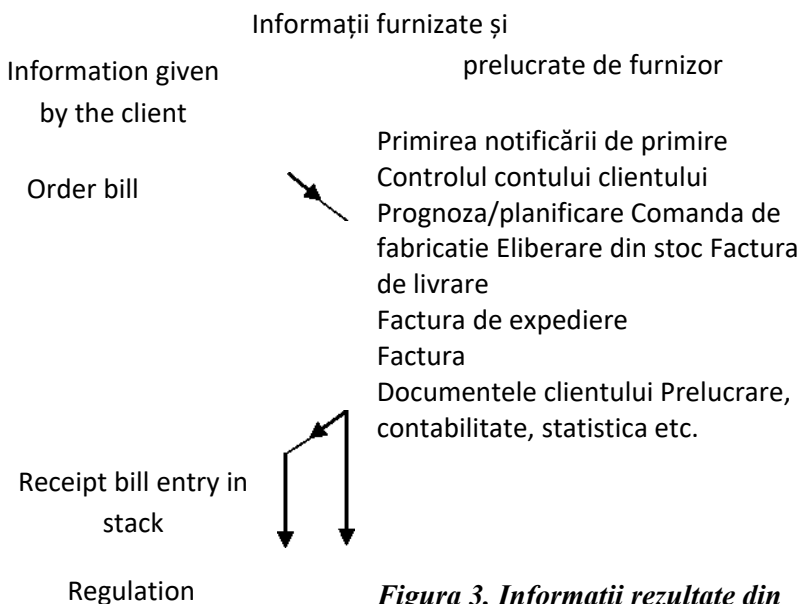 Informații furnizate și
prelucrate de furnizor
Information given
by the client
Order bill
Primirea notificării de primire
Controlul contului clientului
Prognoza/planificare Comanda de
fabricatie Eliberare din stoc Factura
de livrare
Factura de expediere
Factura
Documentele clientului Prelucrare,
contabilitate, statistica etc.
Receipt bill entry in
stack
Regulation
Figura 3. Informații rezultate din